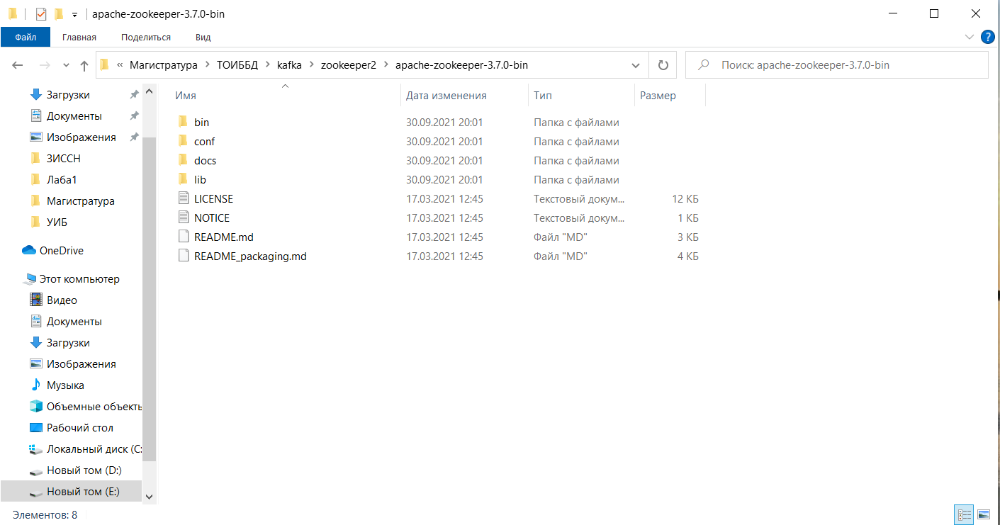 apache-zookeeper-3.7.0-bin
Файл Главная Поделиться Вид
« Магистратура > ТОИББД > kafka > zookeeper2 > apache-zookeeper-3.7.0-bin
Поиск: apache-zookeeper-3.7.0-bin
Загрузки
Документы
Изображения
ЗИССН
Лаба1
Магистратура
УИБ
OneDrive
Этот компьютер
Видео
Документы
Загрузки
Изображения
Музыка
Объемные объекты
Рабочий стол
Локальный диск (C:
Новый том (D:)
Новый том (E:)
Имя Дата изменения Тип Размер
bin 30.09.2021 20:01 Папка с файлами
conf 30.09.2021 20:01 Папка с файлами
docs 30.09.2021 20:01 Папка с файлами
lib 30.09.2021 20:01 Папка с файлами
LICENSE 17.03.2021 12:45 Текстовый докум... 12 КБ
NOTICE 17.03.2021 12:45 Текстовый докум... 1 КБ
README.md 17.03.2021 12:45 Файл "MD" 3 КБ
README_packaging.md 17.03.2021 12:45 Файл "MD" 4 КБ
Элементов: 8